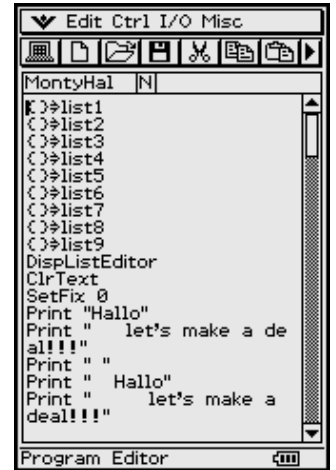 Edit Ctrl I/O Misc
MontyHal N
{}⇒list1
{}⇒list2
{}⇒list3
{}⇒list4
{}⇒list5
{}⇒list6
{}⇒list7
{}⇒list8
{}⇒list9
DispListEditor
ClrText
SetFix 0
Print "Hallo"
Print "   let's make a de
al!!!"
Print " "
Print "  Hallo"
Print "     let's make a
deal!!!"
Program Editor